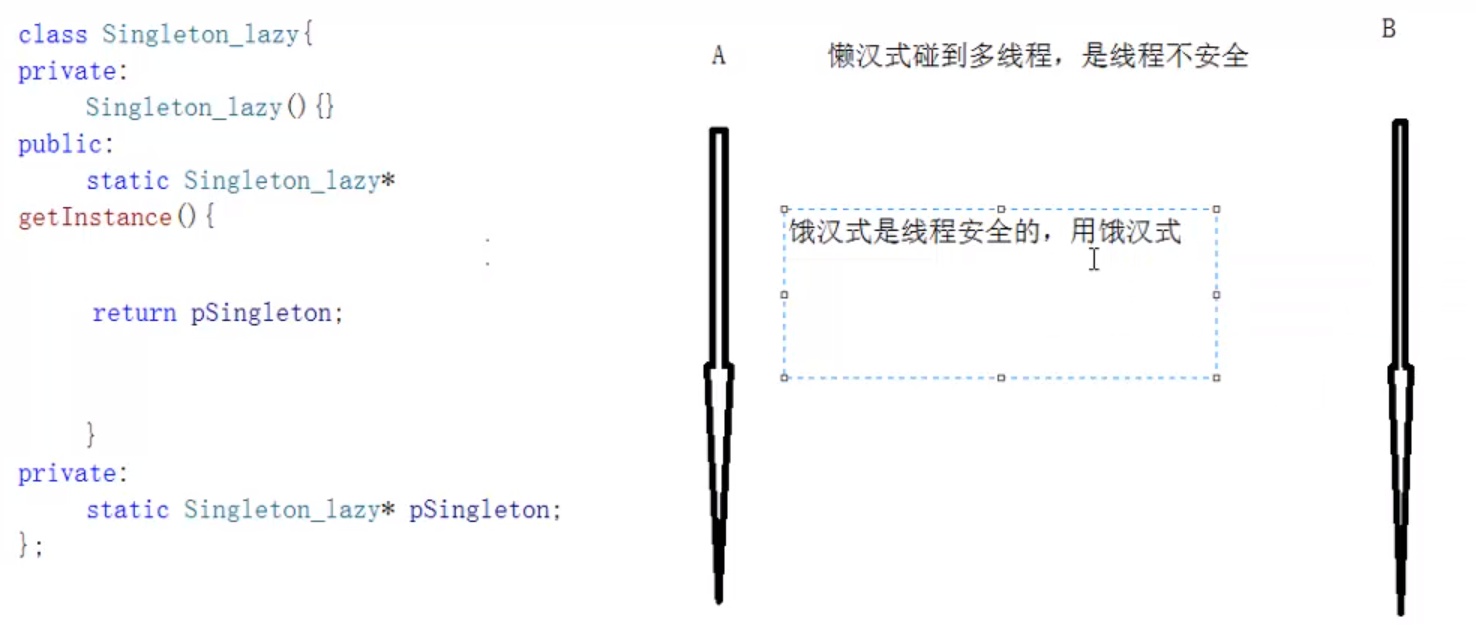 class Singleton_lazy{
private:
Singleton_lazy(){}
public:
static Singleton_lazy*
getInstance(){
return pSingleton;
}
private:
static Singleton_lazy* pSingleton;
};
A
懒汉式碰到多线程，是线程不安全
B
饿汉式是线程安全的，用饿汉式